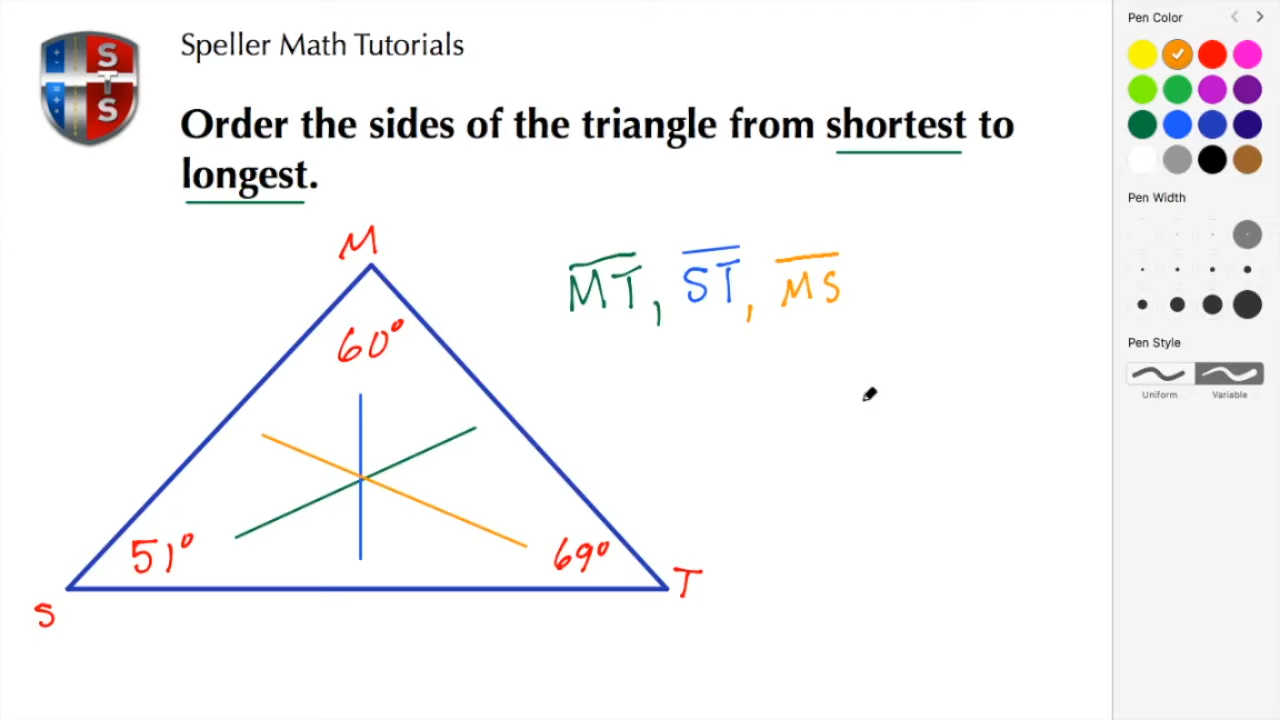 Speller Math Tutorials
S
T
S
Order the sides of the triangle from shortest to
longest.
M
MT, ST, MS
60°
51°
69°
S
T
Pen Color
Pen Width
Pen Style
Uniform
Variable